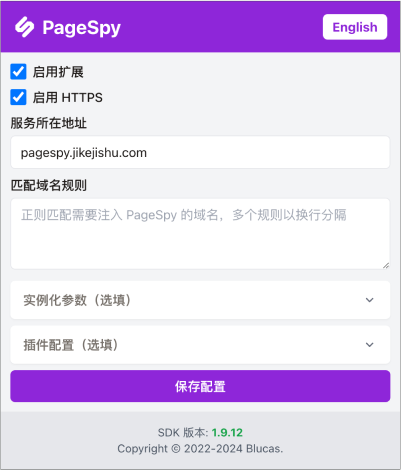 PageSpy
English
启用扩展
启用 HTTPS
服务所在地址
pagespy.jikejishu.com
匹配域名规则
正则匹配需要注入 PageSpy 的域名，多个规则以换行分隔
实例化参数（选填）
插件配置（选填）
保存配置
SDK 版本: 1.9.12
Copyright © 2022-2024 Blucas.